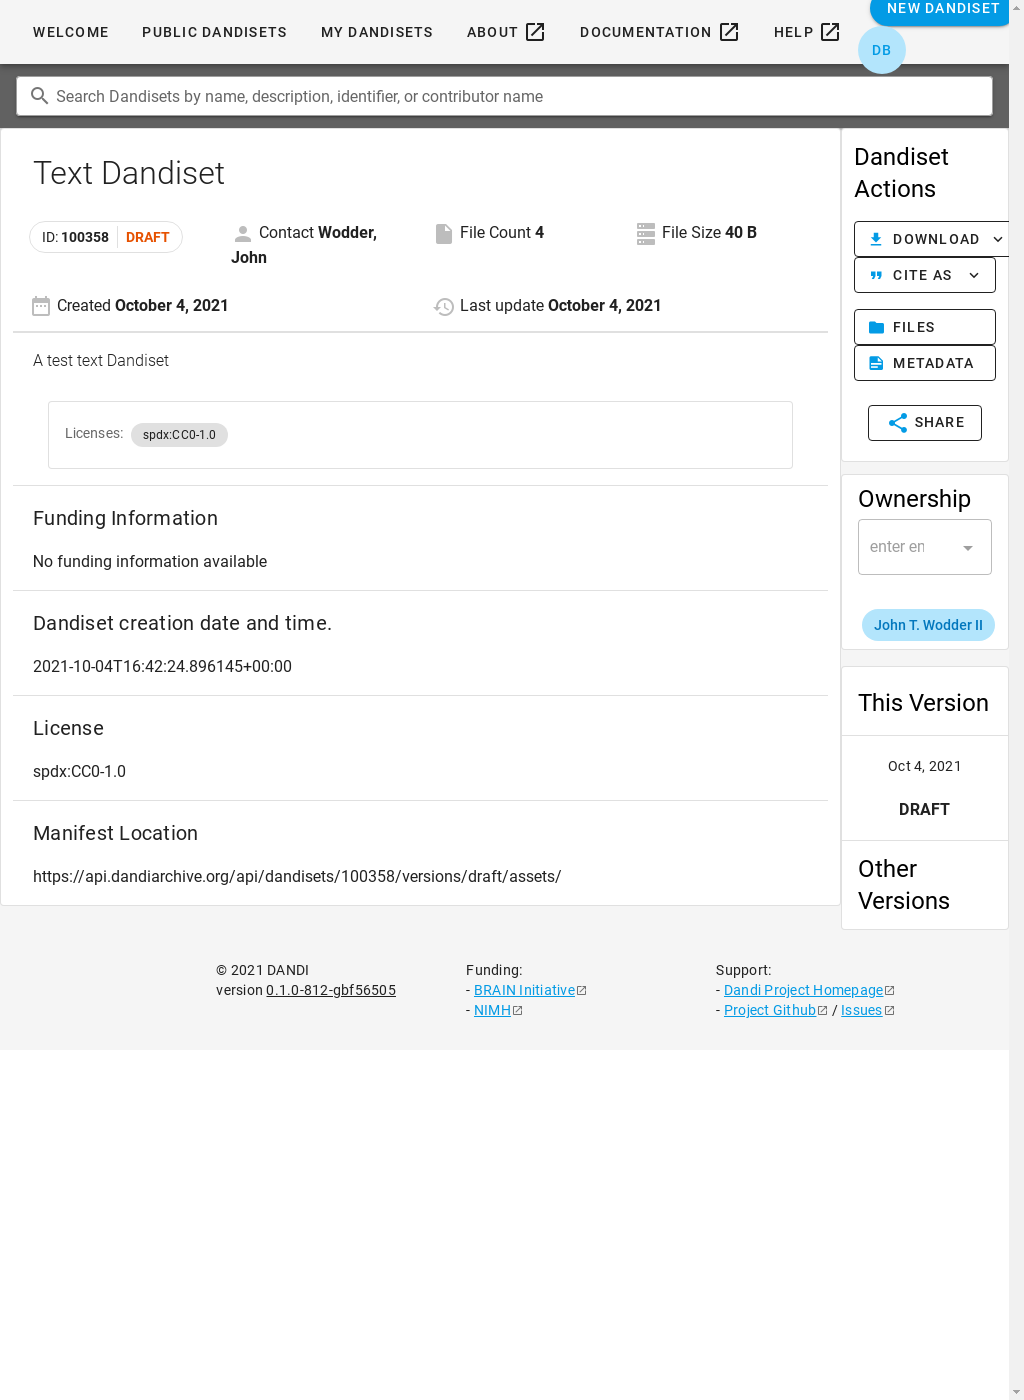 WELCOME
PUBLIC DANDISETS
MY DANDISETS
ABOUT
DOCUMENTATION
HELP
NEW DANDISET
DB
Search Dandisets by name, description, identifier, or contributor name
Text Dandiset
ID: 100358 DRAFT
Contact Wodder,
John
File Count 4
File Size 40 B
Created October 4, 2021
Last update October 4, 2021
A test text Dandiset
Licenses: spdx:CC0-1.0
Funding Information
No funding information available
Dandiset creation date and time.
2021-10-04T16:42:24.896145+00:00
License
spdx:CC0-1.0
Manifest Location
https://api.dandiarchive.org/api/dandisets/100358/versions/draft/assets/
Dandiset
Actions
DOWNLOAD
CITE AS
FILES
METADATA
SHARE
Ownership
enter en
John T. Wodder II
This Version
Oct 4, 2021
DRAFT
Other
Versions
© 2021 DANDI
version 0.1.0-812-gbf56505
Funding:
- BRAIN Initiative
- NIMH
Support:
- Dandi Project Homepage
- Project Github / Issues